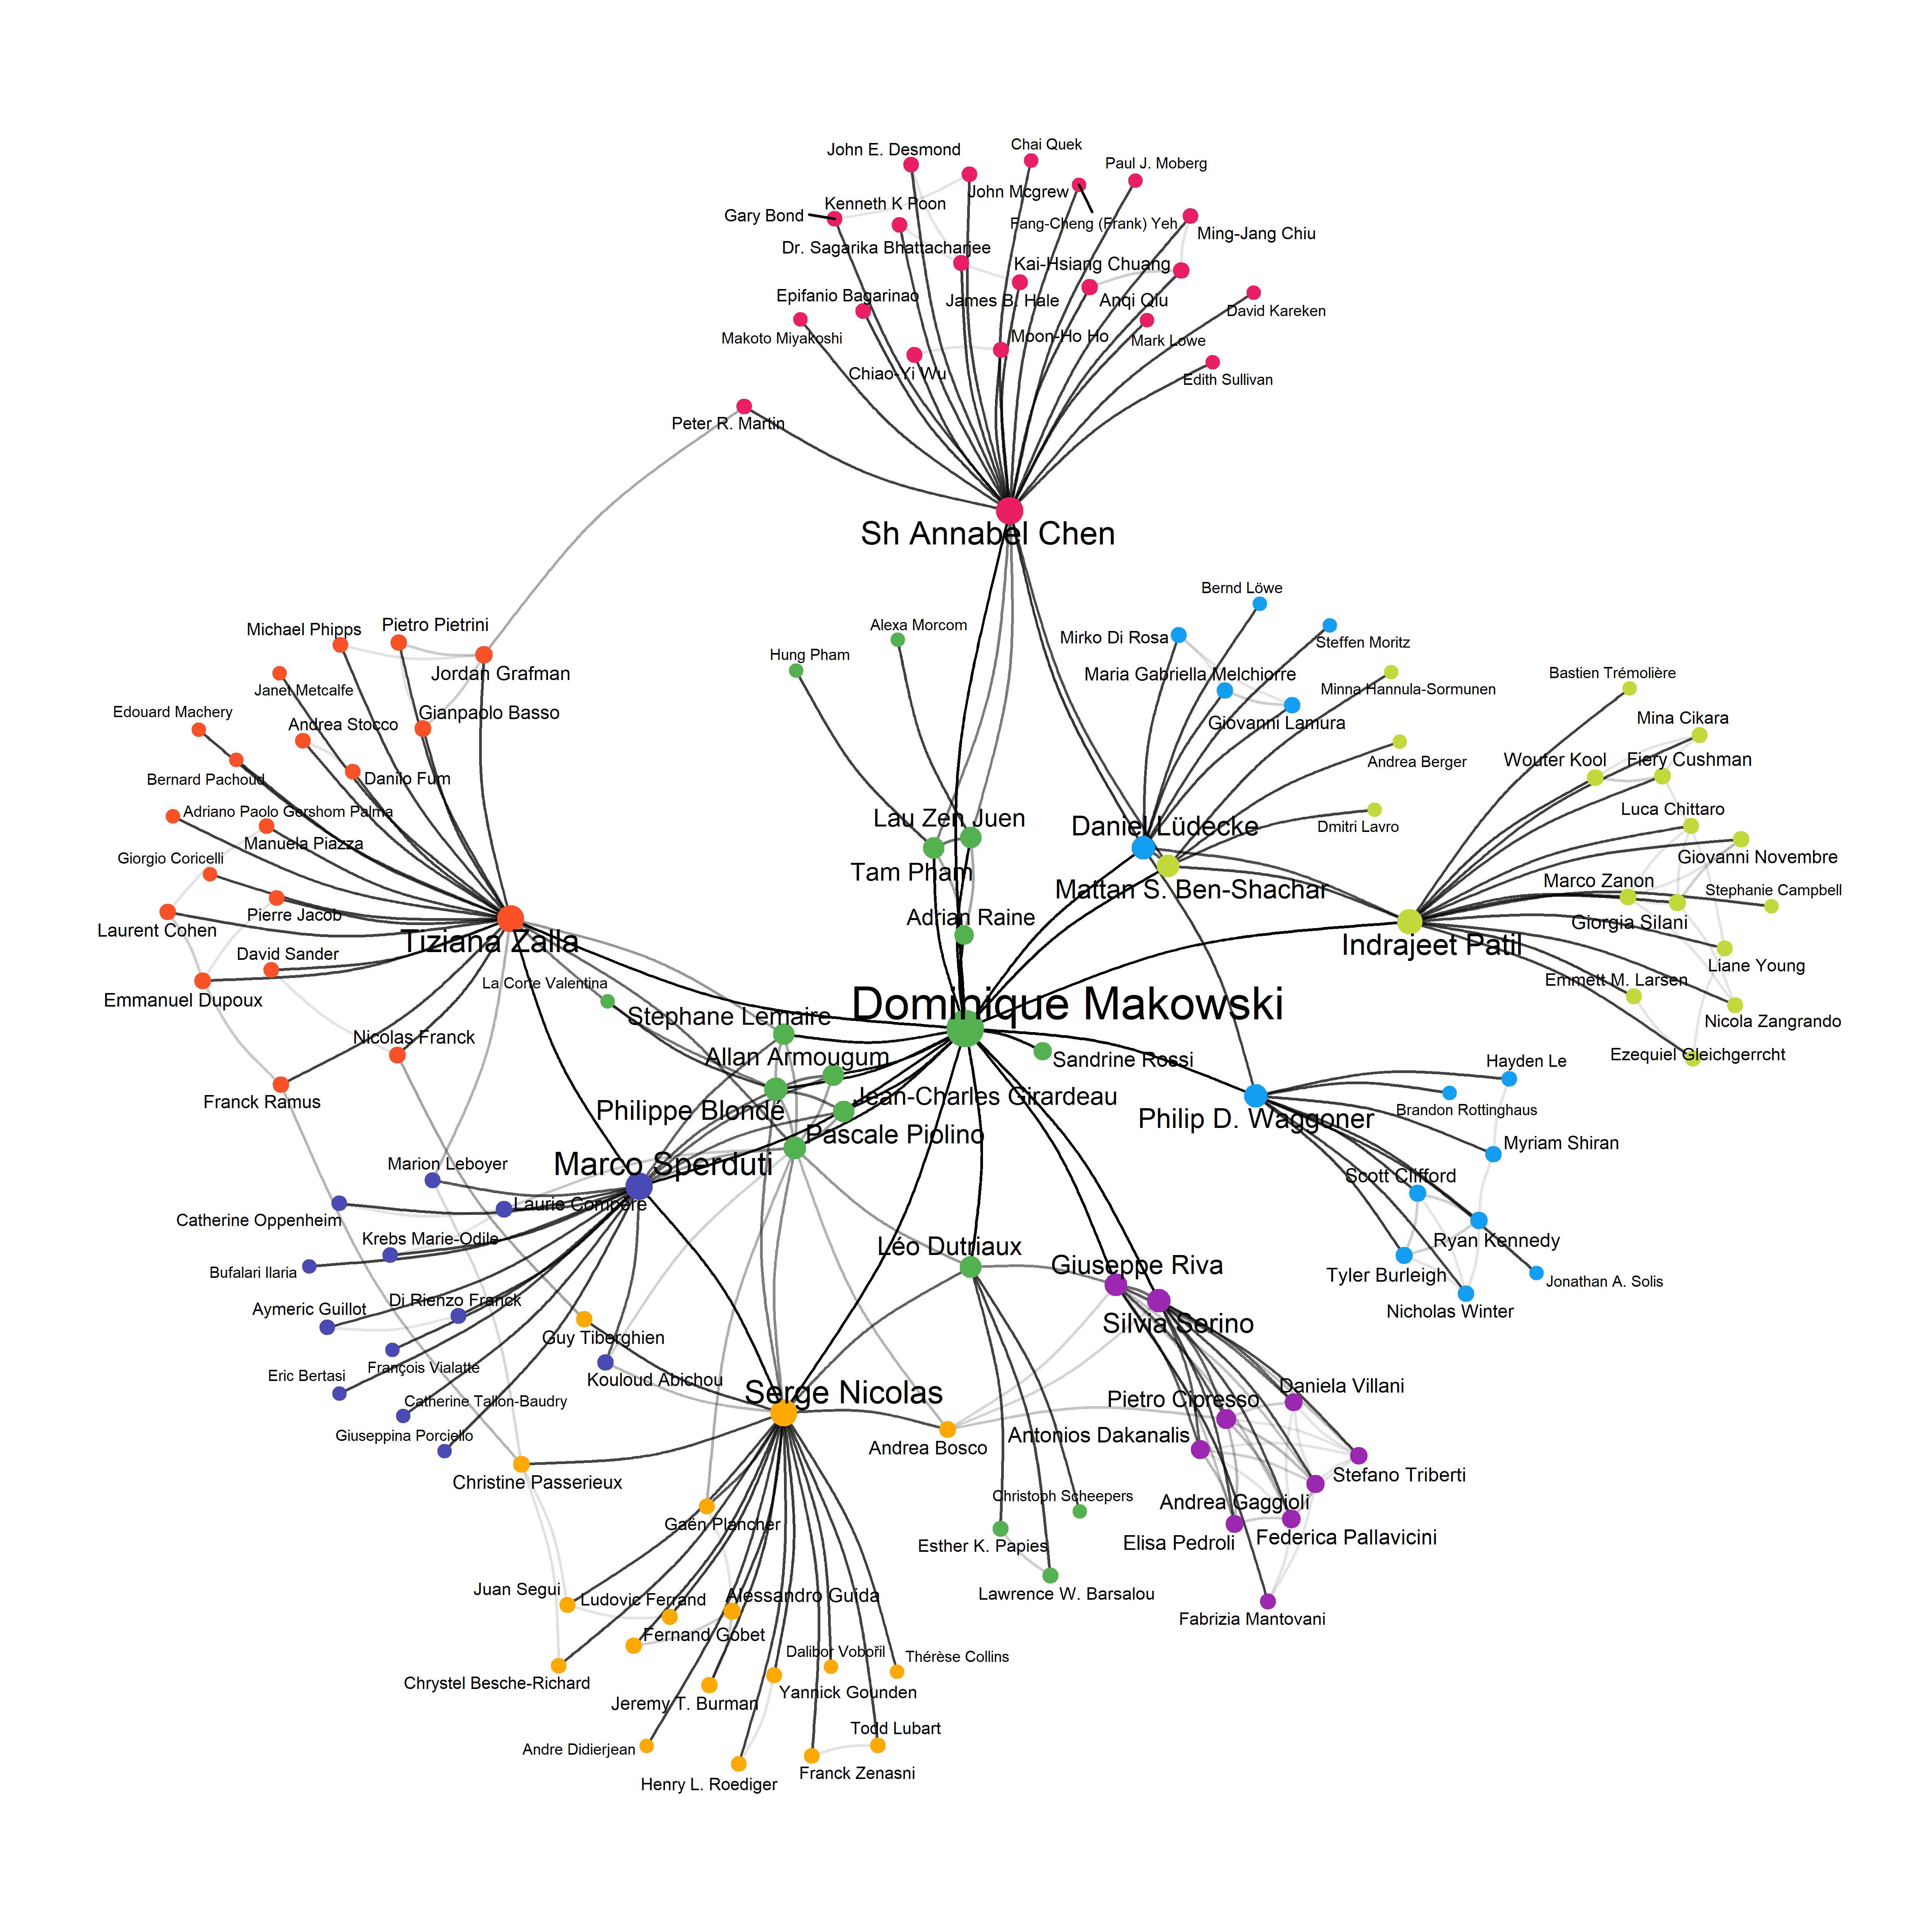 Chai Quek
John E. Desmond
Paul J. Moberg
John Mcgrew
Kenneth K Poon
Gary Bond
Fang-Cheng (Frank) Yeh
Ming-Jang Chiu
Dr. Sagarika Bhattacharjee
Kai-Hsiang Chuang
Epifanio Bagarinao
James B. Hale
Anqi Qiu
David Kareken
Makoto Miyakoshi
Moon-Ho Ho
Mark Lowe
Chiao-Yi Wu
Edith Sullivan
Peter R. Martin
Sh Annabel Chen
Bernd Löwe
Alexa Morcom
Michael Phipps
Pietro Pietrini
Mirko Di Rosa
Steffen Moritz
Hung Pham
Jordan Grafman
Maria Gabriella Melchiorre
Bastien Trémolière
Janet Metcalfe
Minna Hannula-Sormunen
Edouard Machery
Gianpaolo Basso
Mina Cikara
Andrea Stocco
Giovanni Lamura
Wouter Kool
Fiery Cushman
Andrea Berger
Bernard Pachoud
Danilo Fum
Adriano Paolo Gershom Palma
Luca Chittaro
Lau Zen Juen
Daniel Lüdecke
Dmitri Lavro
Manuela Piazza
Giorgio Coricelli
Giovanni Novembre
Tam Pham
Marco Zanon
Mattan S. Ben-Shachar
Stephanie Campbell
Pierre Jacob
Adrian Raine
Giorgia Silani
Laurent Cohen
Tiziana Zalla
Indrajeet Patil
David Sander
Liane Young
Emmett M. Larsen
La Corte Valentina
Emmanuel Dupoux
Dominique Makowski
Stephane Lemaire
Nicola Zangrando
Nicolas Franck
Allan Armougum
Sandrine Rossi
Ezequiel Gleichgerrcht
Hayden Le
Jean-Charles Girardeau
Franck Ramus
Philippe Blondé
Brandon Rottinghaus
Philip D. Waggoner
Pascale Piolino
Myriam Shiran
Marion Leboyer
Marco Sperduti
Scott Clifford
Laurie Compère
Catherine Oppenheim
Krebs Marie-Odile
Ryan Kennedy
Léo Dutriaux
Giuseppe Riva
Bufalari Ilaria
Tyler Burleigh
Jonathan A. Solis
Di Rienzo Franck
Aymeric Guillot
Nicholas Winter
Silvia Serino
Guy Tiberghien
François Vialatte
Eric Bertasi
Kouloud Abichou
Daniela Villani
Serge Nicolas
Pietro Cipresso
Catherine Tallon-Baudry
Giuseppina Porciello
Antonios Dakanalis
Andrea Bosco
Stefano Triberti
Christine Passerieux
Christoph Scheepers
Andrea Gaggioli
Gaën Plancher
Federica Pallavicini
Elisa Pedroli
Esther K. Papies
Juan Segui
Lawrence W. Barsalou
Alessandro Guida
Ludovic Ferrand
Fabrizia Mantovani
Fernand Gobet
Dalibor Vobořil
Thérèse Collins
Chrystel Besche-Richard
Yannick Gounden
Jeremy T. Burman
Todd Lubart
Andre Didierjean
Franck Zenasni
Henry L. Roediger